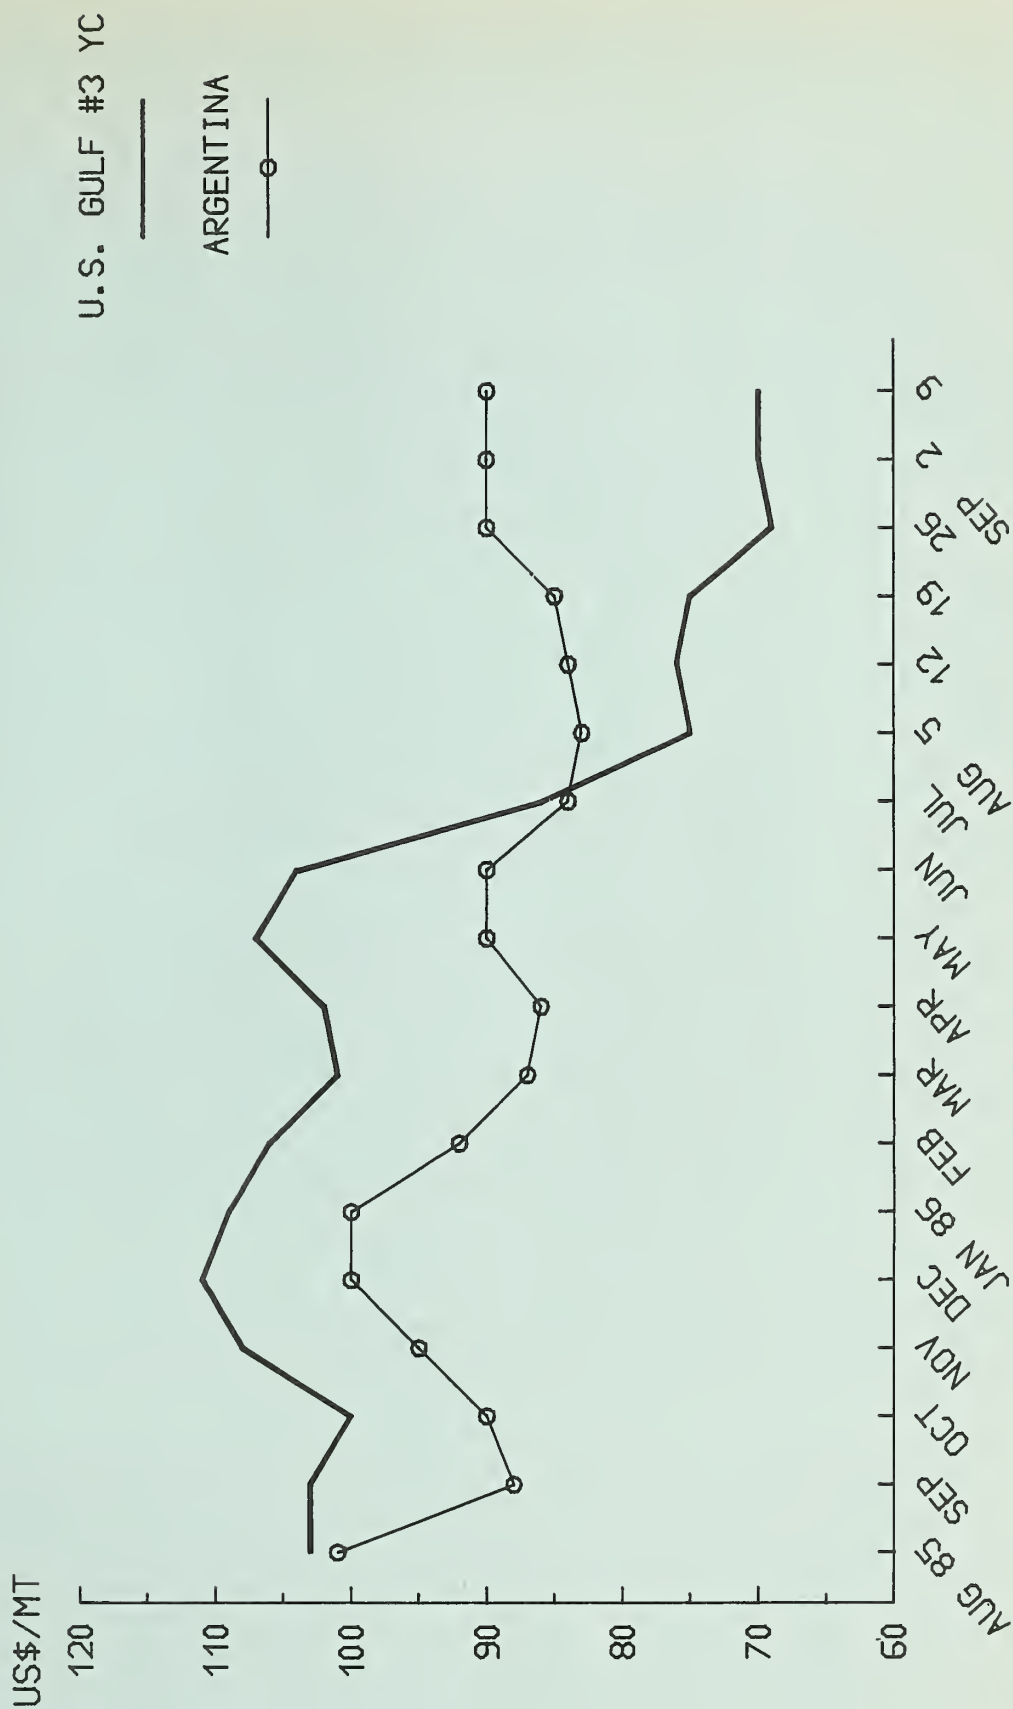 US$/MT
120
110
100
90
80
70
60
AUG 85
SEP
OCT
NOV
DEC
JAN 86
FEB
MAR
APR
MAY
JUN
JUL
AUG 5
12
19
26
SEP 2
9
U.S. GULF #3 YC
ARGENTINA